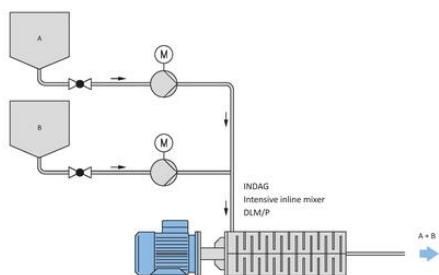 A
M
B
M
INDAG
Intensive inline mixer
DLM/P
A + B